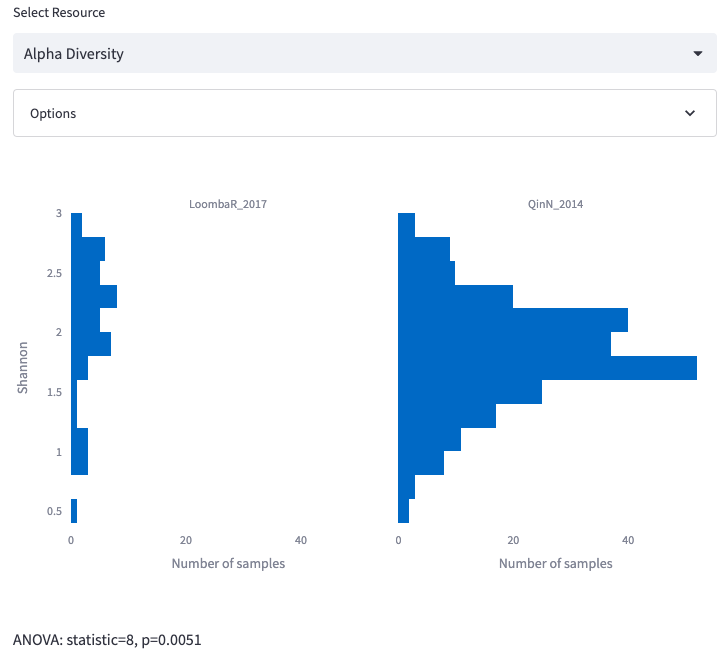 Select Resource
Alpha Diversity
Options
LoombaR_2017
QinN_2014
3
2.5
2
1.5
1
0.5
Shannon
0
20
40
0
20
40
Number of samples
Number of samples
ANOVA: statistic=8, p=0.0051